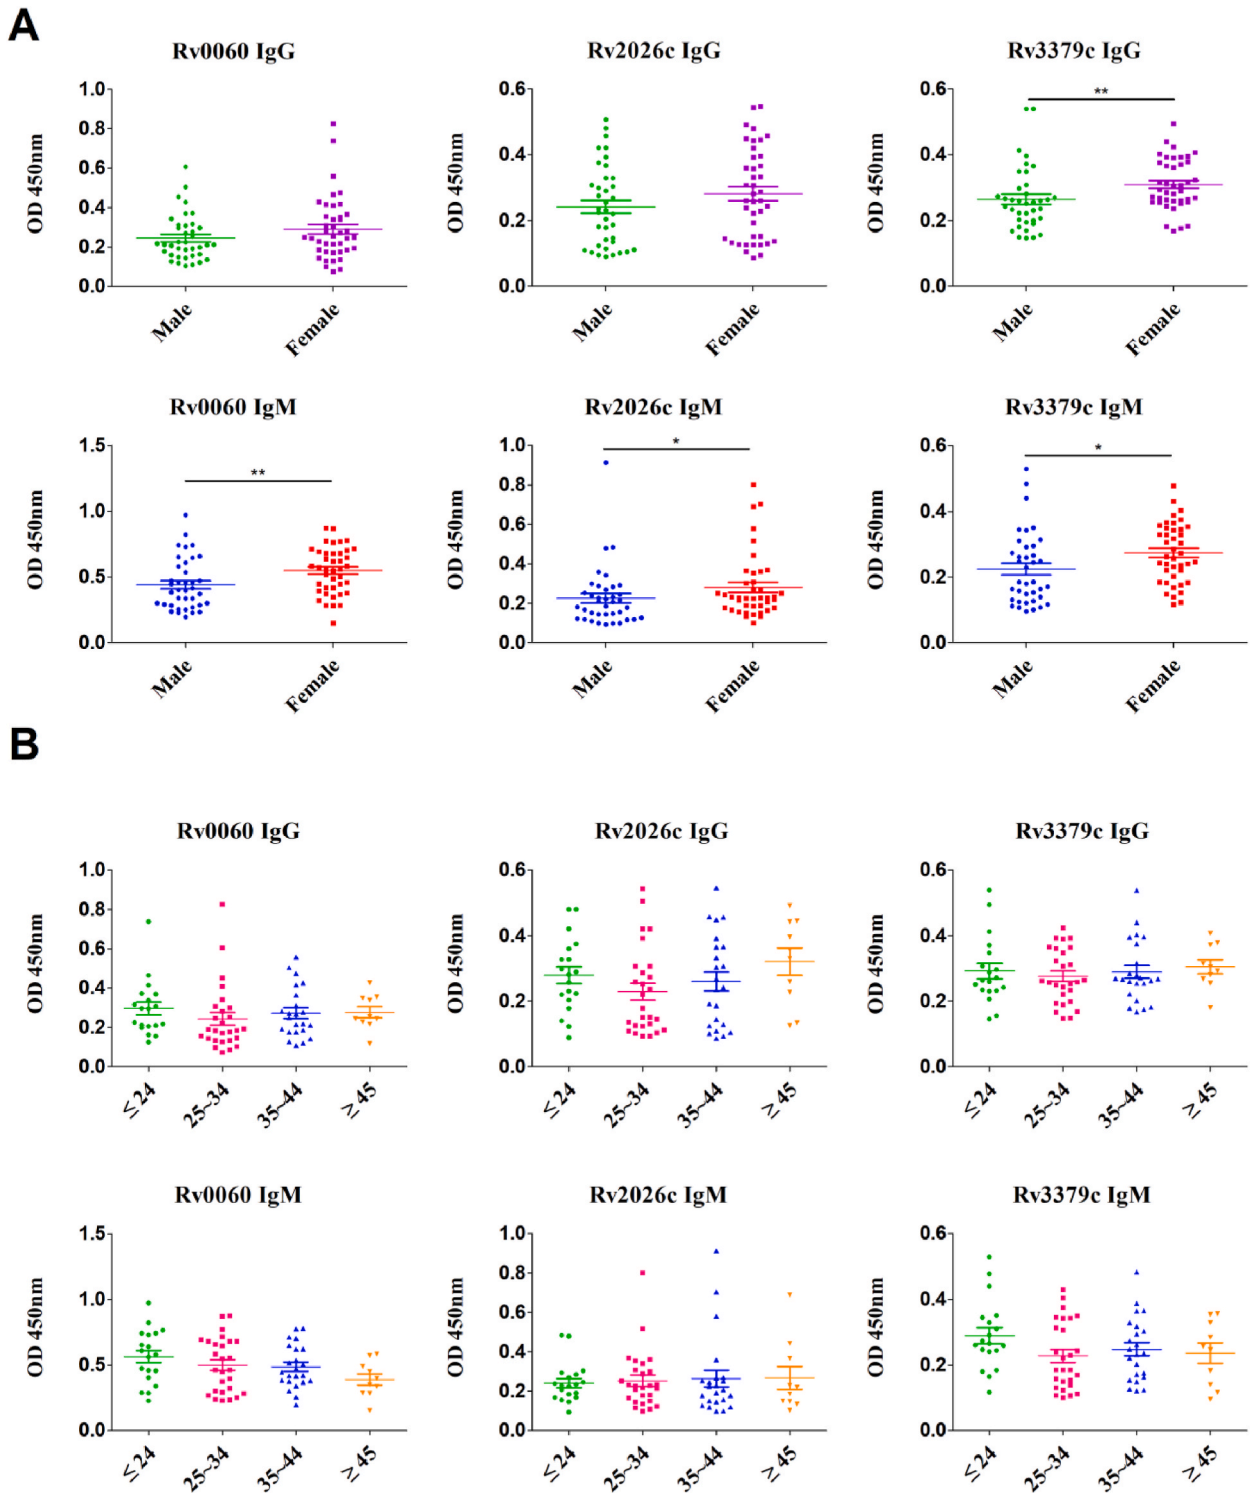 A
Rv0060 IgG
Rv2026c IgG
Rv3379c IgG
OD 450nm
1.0
0.8
0.6
0.4
0.2
0.0
Male
Female
OD 450nm
0.6
0.4
0.2
0.0
Male
Female
OD 450nm
0.6
0.4
0.2
0.0
**
Male
Female
Rv0060 IgM
Rv2026c IgM
Rv3379c IgM
OD 450nm
1.5
1.0
0.5
0.0
**
Male
Female
OD 450nm
1.0
0.8
0.6
0.4
0.2
0.0
*
Male
Female
OD 450nm
0.6
0.4
0.2
0.0
*
Male
Female
B
Rv0060 IgG
Rv2026c IgG
Rv3379c IgG
OD 450nm
1.0
0.8
0.6
0.4
0.2
0.0
≤24
25~34
35~44
≥45
OD 450nm
0.6
0.4
0.2
0.0
≤24
25~34
35~44
≥45
OD 450nm
0.6
0.4
0.2
0.0
≤24
25~34
35~44
≥45
Rv0060 IgM
Rv2026c IgM
Rv3379c IgM
OD 450nm
1.5
1.0
0.5
0.0
≤24
25~34
35~44
≥45
OD 450nm
1.0
0.8
0.6
0.4
0.2
0.0
≤24
25~34
35~44
≥45
OD 450nm
0.6
0.4
0.2
0.0
≤24
25~34
35~44
≥45